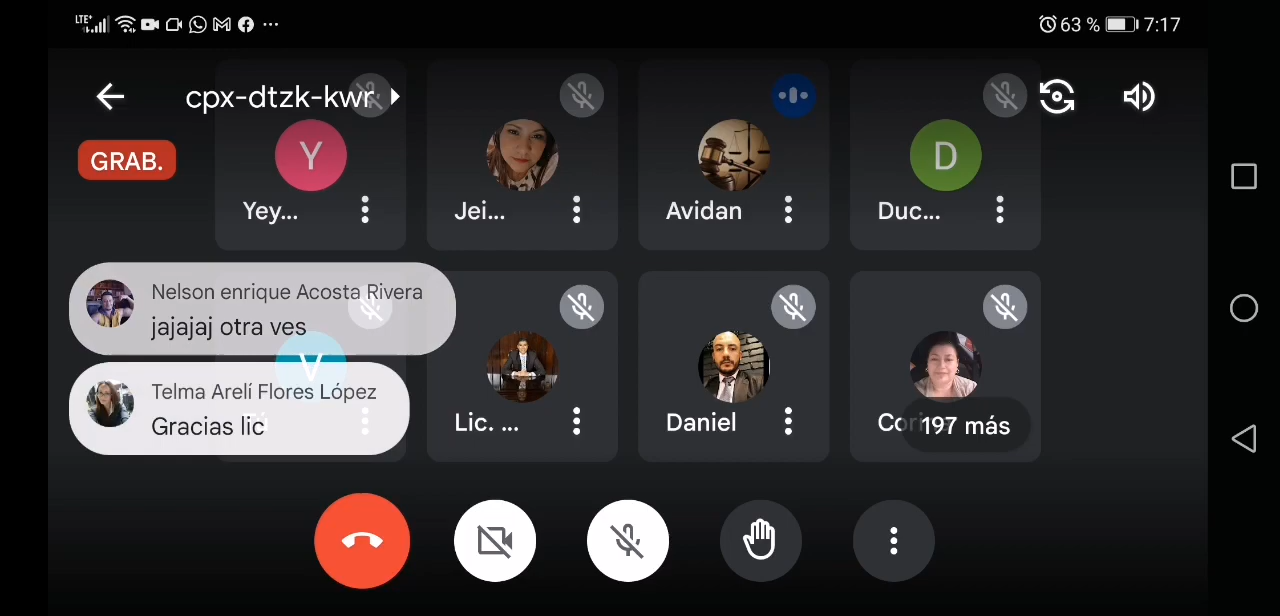 LTE+ 63 % 7:17
cpx-dtzk-kwr
GRAB.
Y
D
Yey...
Jei...
Avidan
Duc...
Nelson enrique Acosta Rivera
jajajaj otra ves
V
Telma Arelí Flores López
Gracias lic
Tú
Lic. ...
Daniel
197 más